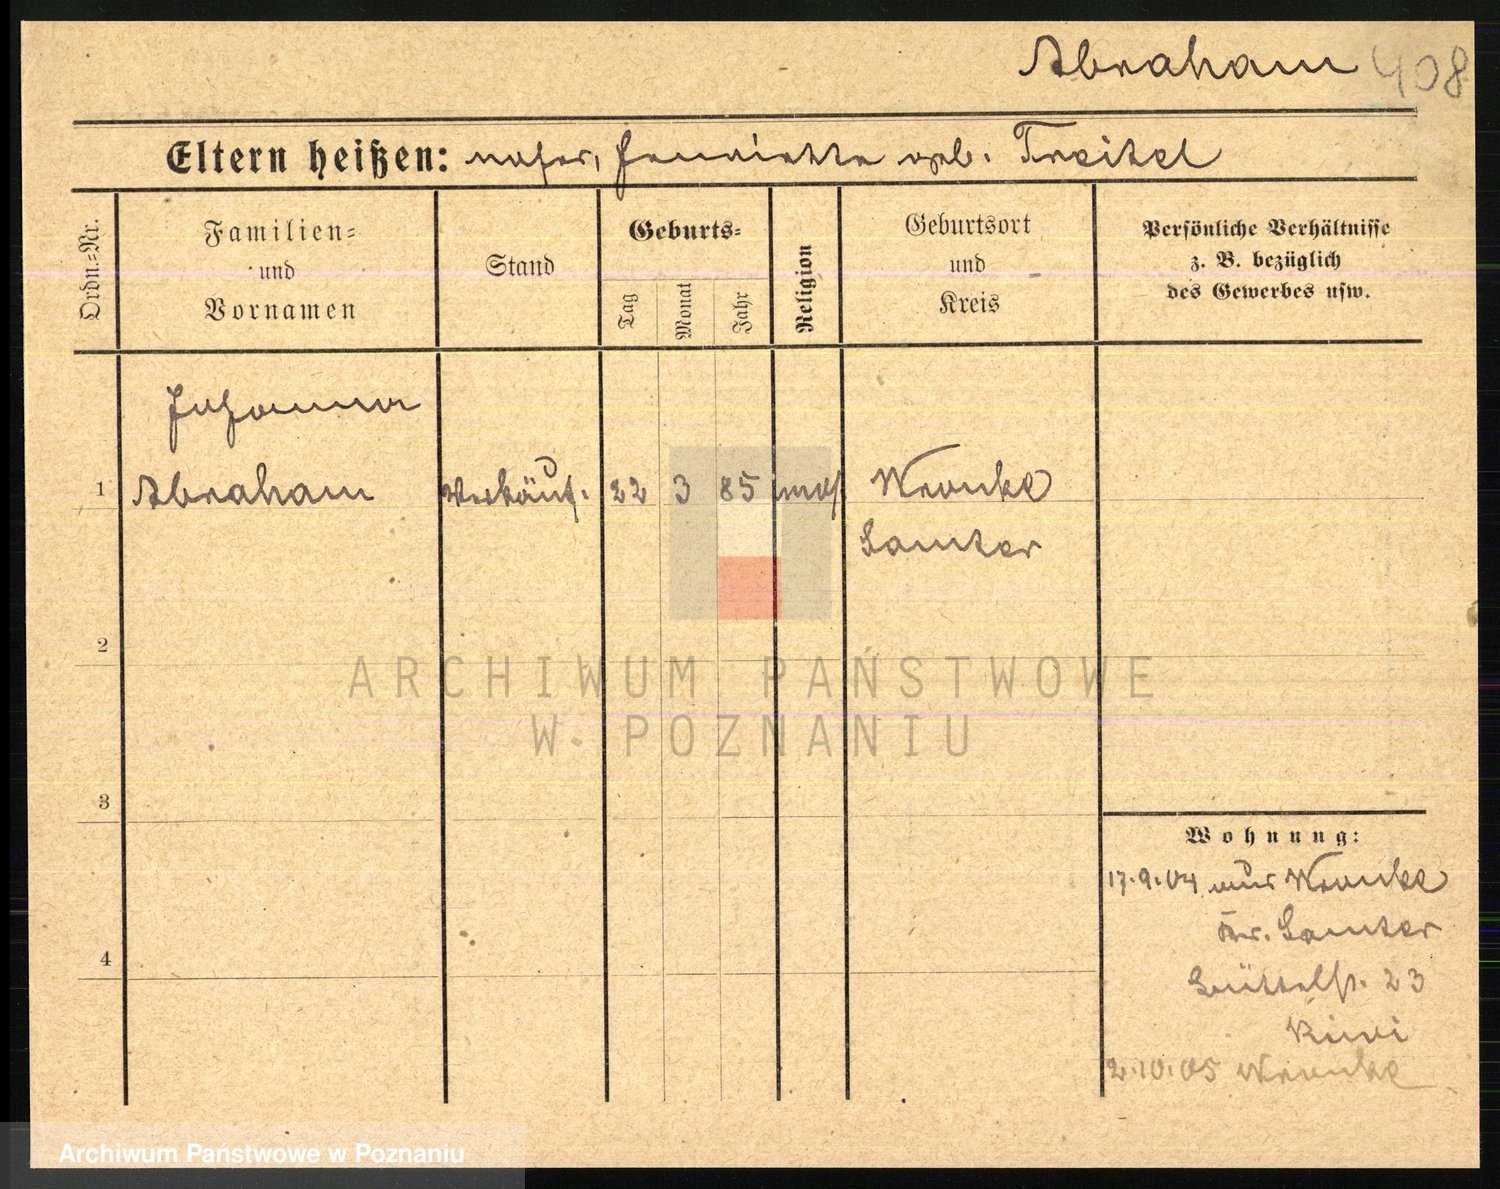 Abraham 408
Eltern heißen: Henriette geb. Treitel
Ordn.-Nr.
Familien-
und
Vornamen
Stand
Geburts-
Tag
Monat
Jahr
Religion
Geburtsort
und
Kreis
Persönliche Verhältnisse
z. B. bezüglich
des Gewerbes usw.
Johanna
1 Abraham Verkäuf. 22 3 85 mos. Wronke
Samter
2
3
4
Wohnung:
17.9.04 aus Wronke
Kr. Samter
23
2.10.05 Wronke
ARCHIWUM PAŃSTWOWE
W POZNANIU
Archiwum Państwowe w Poznaniu